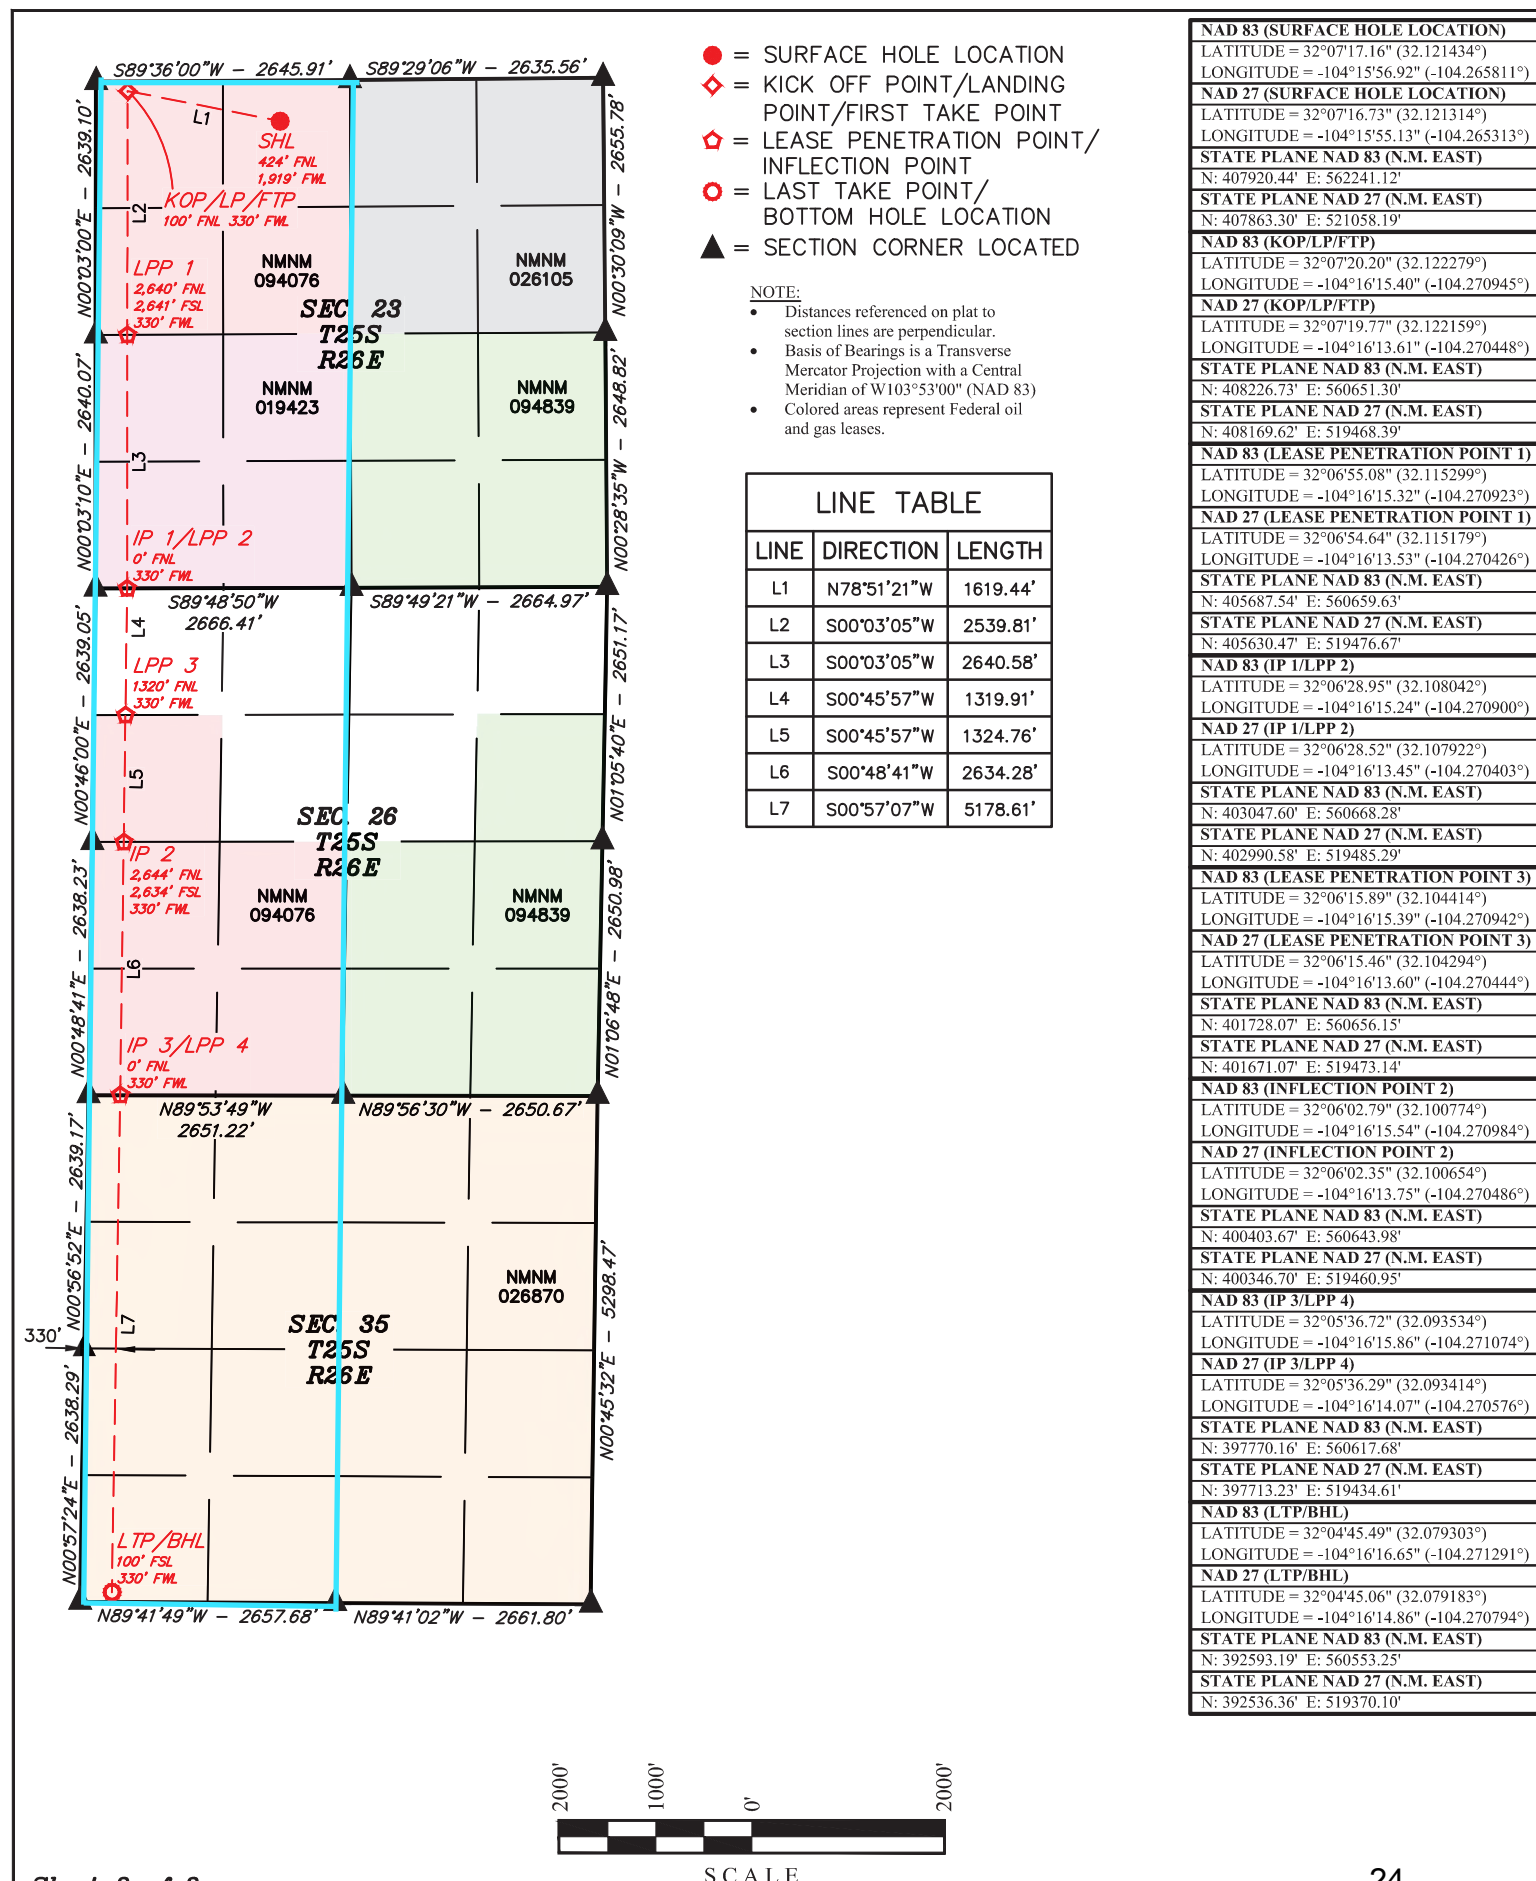 S89°36'00"W – 2645.91'
S89°29'06"W – 2635.56'
N00°03'00"E – 2639.10'
N00°30'09"W – 2655.78'
L1
SHL
424' FNL
1,919' FWL
KOP/LP/FTP
100' FNL 330' FWL
L2
LPP 1
2,640' FNL
2,641' FSL
330' FWL
NMNM
094076
NMNM
026105
SEC. 23
T25S
R26E
N00°03'10"E – 2640.07'
N00°28'35"W – 2648.82'
NMNM
019423
NMNM
094839
L3
IP 1/LPP 2
0' FNL
330' FWL
S89°48'50"W
2666.41'
S89°49'21"W – 2664.97'
L4
N00°46'00"E – 2639.05'
N01°05'40"E – 2651.17'
LPP 3
1320' FNL
330' FWL
L5
SEC. 26
T25S
R26E
IP 2
2,644' FNL
2,634' FSL
330' FWL
NMNM
094076
NMNM
094839
N00°48'41"E – 2638.23'
N01°06'48"E – 2650.98'
L6
IP 3/LPP 4
0' FNL
330' FWL
N89°53'49"W
2651.22'
N89°56'30"W – 2650.67'
N00°56'52"E – 2639.17'
N00°45'32"E – 5298.47'
NMNM
026870
SEC. 35
T25S
R26E
330'
L7
N00°57'24"E – 2638.29'
LTP/BHL
100' FSL
330' FWL
N89°41'49"W – 2657.68'
N89°41'02"W – 2661.80'
= SURFACE HOLE LOCATION
= KICK OFF POINT/LANDING
POINT/FIRST TAKE POINT
= LEASE PENETRATION POINT/
INFLECTION POINT
= LAST TAKE POINT/
BOTTOM HOLE LOCATION
= SECTION CORNER LOCATED
NOTE:
• Distances referenced on plat to
section lines are perpendicular.
• Basis of Bearings is a Transverse
Mercator Projection with a Central
Meridian of W103°53'00" (NAD 83)
• Colored areas represent Federal oil
and gas leases.
LINE TABLE
LINE DIRECTION LENGTH
L1 N78°51'21"W 1619.44'
L2 S00°03'05"W 2539.81'
L3 S00°03'05"W 2640.58'
L4 S00°45'57"W 1319.91'
L5 S00°45'57"W 1324.76'
L6 S00°48'41"W 2634.28'
L7 S00°57'07"W 5178.61'
NAD 83 (SURFACE HOLE LOCATION)
LATITUDE = 32°07'17.16" (32.121434°)
LONGITUDE = -104°15'56.92" (-104.265811°)
NAD 27 (SURFACE HOLE LOCATION)
LATITUDE = 32°07'16.73" (32.121314°)
LONGITUDE = -104°15'55.13" (-104.265313°)
STATE PLANE NAD 83 (N.M. EAST)
N: 407920.44' E: 562241.12'
STATE PLANE NAD 27 (N.M. EAST)
N: 407863.30' E: 521058.19'
NAD 83 (KOP/LP/FTP)
LATITUDE = 32°07'20.20" (32.122279°)
LONGITUDE = -104°16'15.40" (-104.270945°)
NAD 27 (KOP/LP/FTP)
LATITUDE = 32°07'19.77" (32.122159°)
LONGITUDE = -104°16'13.61" (-104.270448°)
STATE PLANE NAD 83 (N.M. EAST)
N: 408226.73' E: 560651.30'
STATE PLANE NAD 27 (N.M. EAST)
N: 408169.62' E: 519468.39'
NAD 83 (LEASE PENETRATION POINT 1)
LATITUDE = 32°06'55.08" (32.115299°)
LONGITUDE = -104°16'15.32" (-104.270923°)
NAD 27 (LEASE PENETRATION POINT 1)
LATITUDE = 32°06'54.64" (32.115179°)
LONGITUDE = -104°16'13.53" (-104.270426°)
STATE PLANE NAD 83 (N.M. EAST)
N: 405687.54' E: 560659.63'
STATE PLANE NAD 27 (N.M. EAST)
N: 405630.47' E: 519476.67'
NAD 83 (IP 1/LPP 2)
LATITUDE = 32°06'28.95" (32.108042°)
LONGITUDE = -104°16'15.24" (-104.270900°)
NAD 27 (IP 1/LPP 2)
LATITUDE = 32°06'28.52" (32.107922°)
LONGITUDE = -104°16'13.45" (-104.270403°)
STATE PLANE NAD 83 (N.M. EAST)
N: 403047.60' E: 560668.28'
STATE PLANE NAD 27 (N.M. EAST)
N: 402990.58' E: 519485.29'
NAD 83 (LEASE PENETRATION POINT 3)
LATITUDE = 32°06'15.89" (32.104414°)
LONGITUDE = -104°16'15.39" (-104.270942°)
NAD 27 (LEASE PENETRATION POINT 3)
LATITUDE = 32°06'15.46" (32.104294°)
LONGITUDE = -104°16'13.60" (-104.270444°)
STATE PLANE NAD 83 (N.M. EAST)
N: 401728.07' E: 560656.15'
STATE PLANE NAD 27 (N.M. EAST)
N: 401671.07' E: 519473.14'
NAD 83 (INFLECTION POINT 2)
LATITUDE = 32°06'02.79" (32.100774°)
LONGITUDE = -104°16'15.54" (-104.270984°)
NAD 27 (INFLECTION POINT 2)
LATITUDE = 32°06'02.35" (32.100654°)
LONGITUDE = -104°16'13.75" (-104.270486°)
STATE PLANE NAD 83 (N.M. EAST)
N: 400403.67' E: 560643.98'
STATE PLANE NAD 27 (N.M. EAST)
N: 400346.70' E: 519460.95'
NAD 83 (IP 3/LPP 4)
LATITUDE = 32°05'36.72" (32.093534°)
LONGITUDE = -104°16'15.86" (-104.271074°)
NAD 27 (IP 3/LPP 4)
LATITUDE = 32°05'36.29" (32.093414°)
LONGITUDE = -104°16'14.07" (-104.270576°)
STATE PLANE NAD 83 (N.M. EAST)
N: 397770.16' E: 560617.68'
STATE PLANE NAD 27 (N.M. EAST)
N: 397713.23' E: 519434.61'
NAD 83 (LTP/BHL)
LATITUDE = 32°04'45.49" (32.079303°)
LONGITUDE = -104°16'16.65" (-104.271291°)
NAD 27 (LTP/BHL)
LATITUDE = 32°04'45.06" (32.079183°)
LONGITUDE = -104°16'14.86" (-104.270794°)
STATE PLANE NAD 83 (N.M. EAST)
N: 392593.19' E: 560553.25'
STATE PLANE NAD 27 (N.M. EAST)
N: 392536.36' E: 519370.10'
2000' 1000' 0' 2000'
SCALE
24